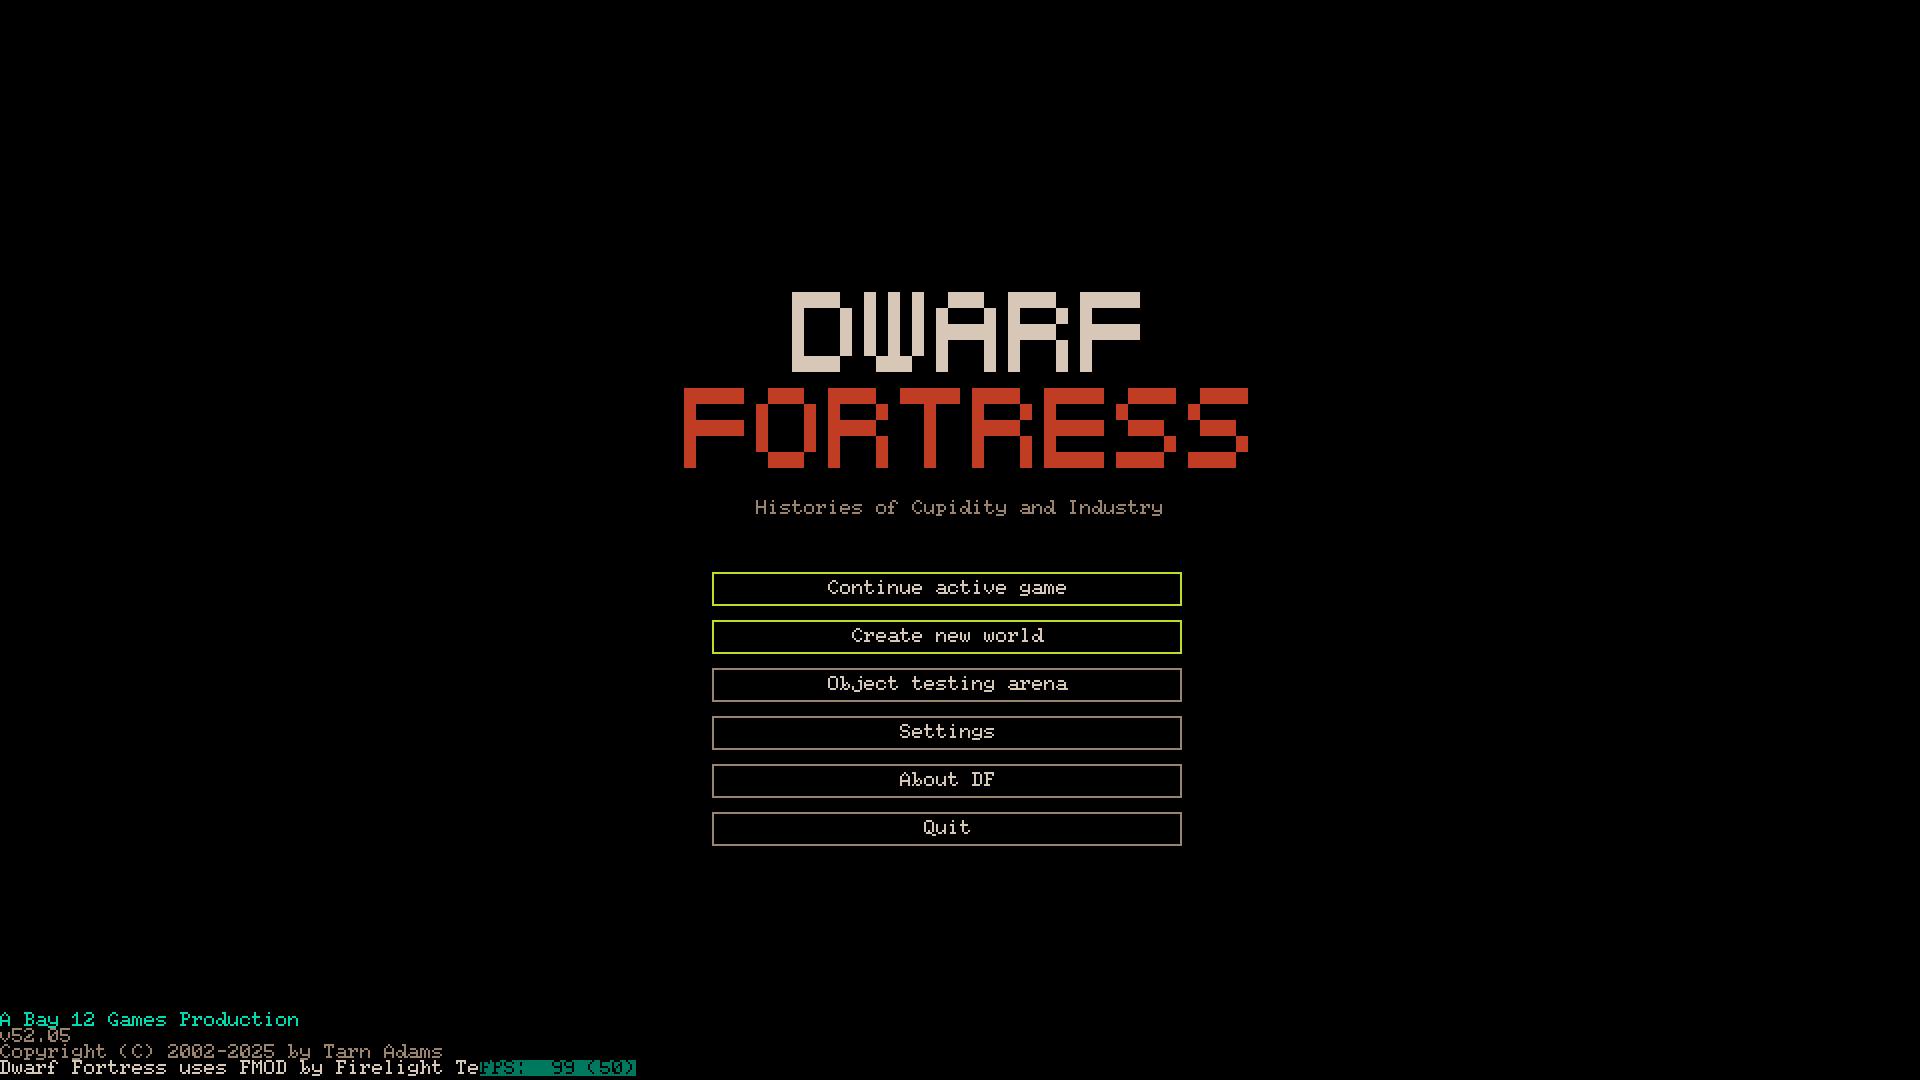 DWARF
FORTRESS
Histories of Cupidity and Industry
Continue active game
Create new world
Object testing arena
Settings
About DF
Quit
A Bay 12 Games Production
v52.05
Copyright (C) 2002-2025 by Tarn Adams
Dwarf Fortress uses FMOD by Firelight Te FPS: 99 (50)